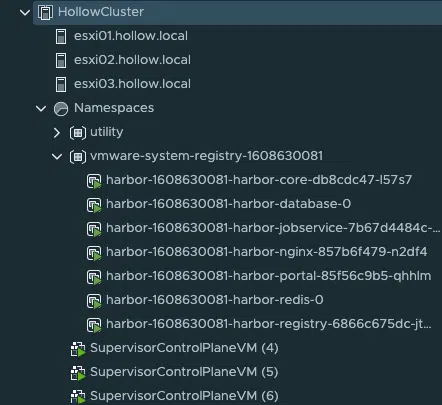 HollowCluster
esxi01.hollow.local
esxi02.hollow.local
esxi03.hollow.local
Namespaces
utility
vmware-system-registry-1608630081
harbor-1608630081-harbor-core-db8cdc47-l57s7
harbor-1608630081-harbor-database-0
harbor-1608630081-harbor-jobservice-7b67d4484c-...
harbor-1608630081-harbor-nginx-857b6f479-n2df4
harbor-1608630081-harbor-portal-85f56c9b5-qhhlm
harbor-1608630081-harbor-redis-0
harbor-1608630081-harbor-registry-6866c675dc-jt...
SupervisorControlPlaneVM (4)
SupervisorControlPlaneVM (5)
SupervisorControlPlaneVM (6)